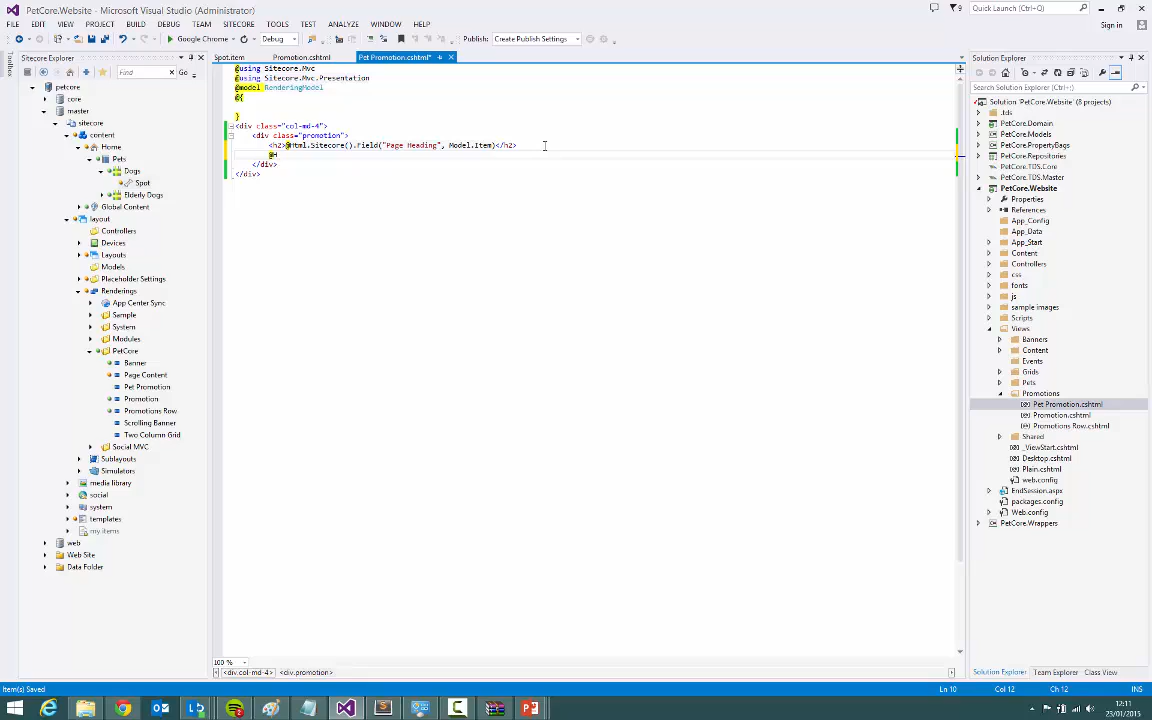 PetCore.Website - Microsoft Visual Studio (Administrator)
9
Quick Launch (Ctrl+Q)
FILE EDIT VIEW PROJECT BUILD DEBUG TEAM SITECORE TOOLS TEST ANALYZE WINDOW HELP
Sign in
Google Chrome
Debug
Publish: Create Publish Settings
Toolbox
Sitecore Explorer
Find
Go
petcore
core
master
sitecore
content
Home
Pets
Dogs
Spot
Elderly Dogs
Global Content
layout
Controllers
Devices
Layouts
Models
Placeholder Settings
Renderings
App Center Sync
Sample
System
Modules
PetCore
Banner
Page Content
Pet Promotion
Promotion
Promotions Row
Scrolling Banner
Two Column Grid
Social MVC
Sublayouts
Simulators
media library
social
system
templates
my items
web
Web Site
Data Folder
Spot.item
Promotion.cshtml
Pet Promotion.cshtml*
@using Sitecore.Mvc
@using Sitecore.Mvc.Presentation
@model RenderingModel
@{
}
<div class="col-md-4">
<div class="promotion">
<h2>@Html.Sitecore().Field("Page Heading", Model.Item)</h2>
@H
</div>
</div>
100 %
<div.col-md-4> <div.promotion>
Solution Explorer
Search Solution Explorer (Ctrl+;)
Solution 'PetCore.Website' (8 projects)
.tds
PetCore.Domain
PetCore.Models
PetCore.PropertyBags
PetCore.Repositories
PetCore.TDS.Core
PetCore.TDS.Master
PetCore.Website
Properties
References
App_Config
App_Data
App_Start
Content
Controllers
css
fonts
js
sample images
Scripts
Views
Banners
Content
Events
Grids
Pets
Promotions
Pet Promotion.cshtml
Promotion.cshtml
Promotions Row.cshtml
Shared
_ViewStart.cshtml
Desktop.cshtml
Plain.cshtml
web.config
EndSession.aspx
packages.config
Web.config
PetCore.Wrappers
Solution Explorer Team Explorer Class View
Item(s) Saved
Ln 10
Col 12
Ch 12
INS
12:11
23/01/2015